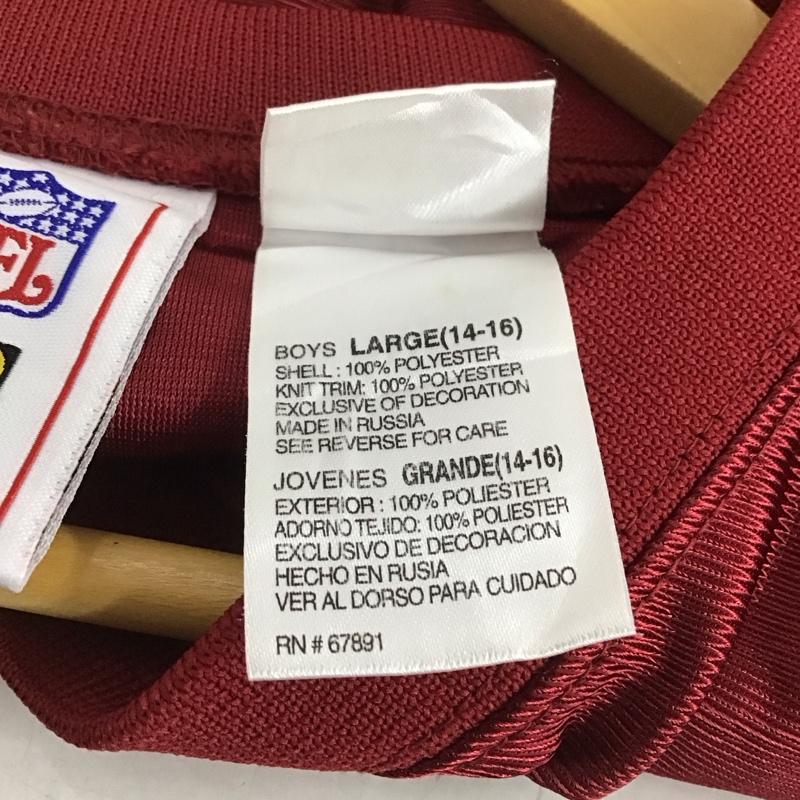 FL
BOYS LARGE(14-16)
SHELL : 100% POLYESTER
KNIT TRIM: 100% POLYESTER
EXCLUSIVE OF DECORATION
MADE IN RUSSIA
SEE REVERSE FOR CARE
JOVENES GRANDE(14-16)
EXTERIOR : 100% POLIESTER
ADORNO TEJIDO: 100% POLIESTER
EXCLUSIVO DE DECORACION
HECHO EN RUSIA
VER AL DORSO PARA CUIDADO
RN # 67891